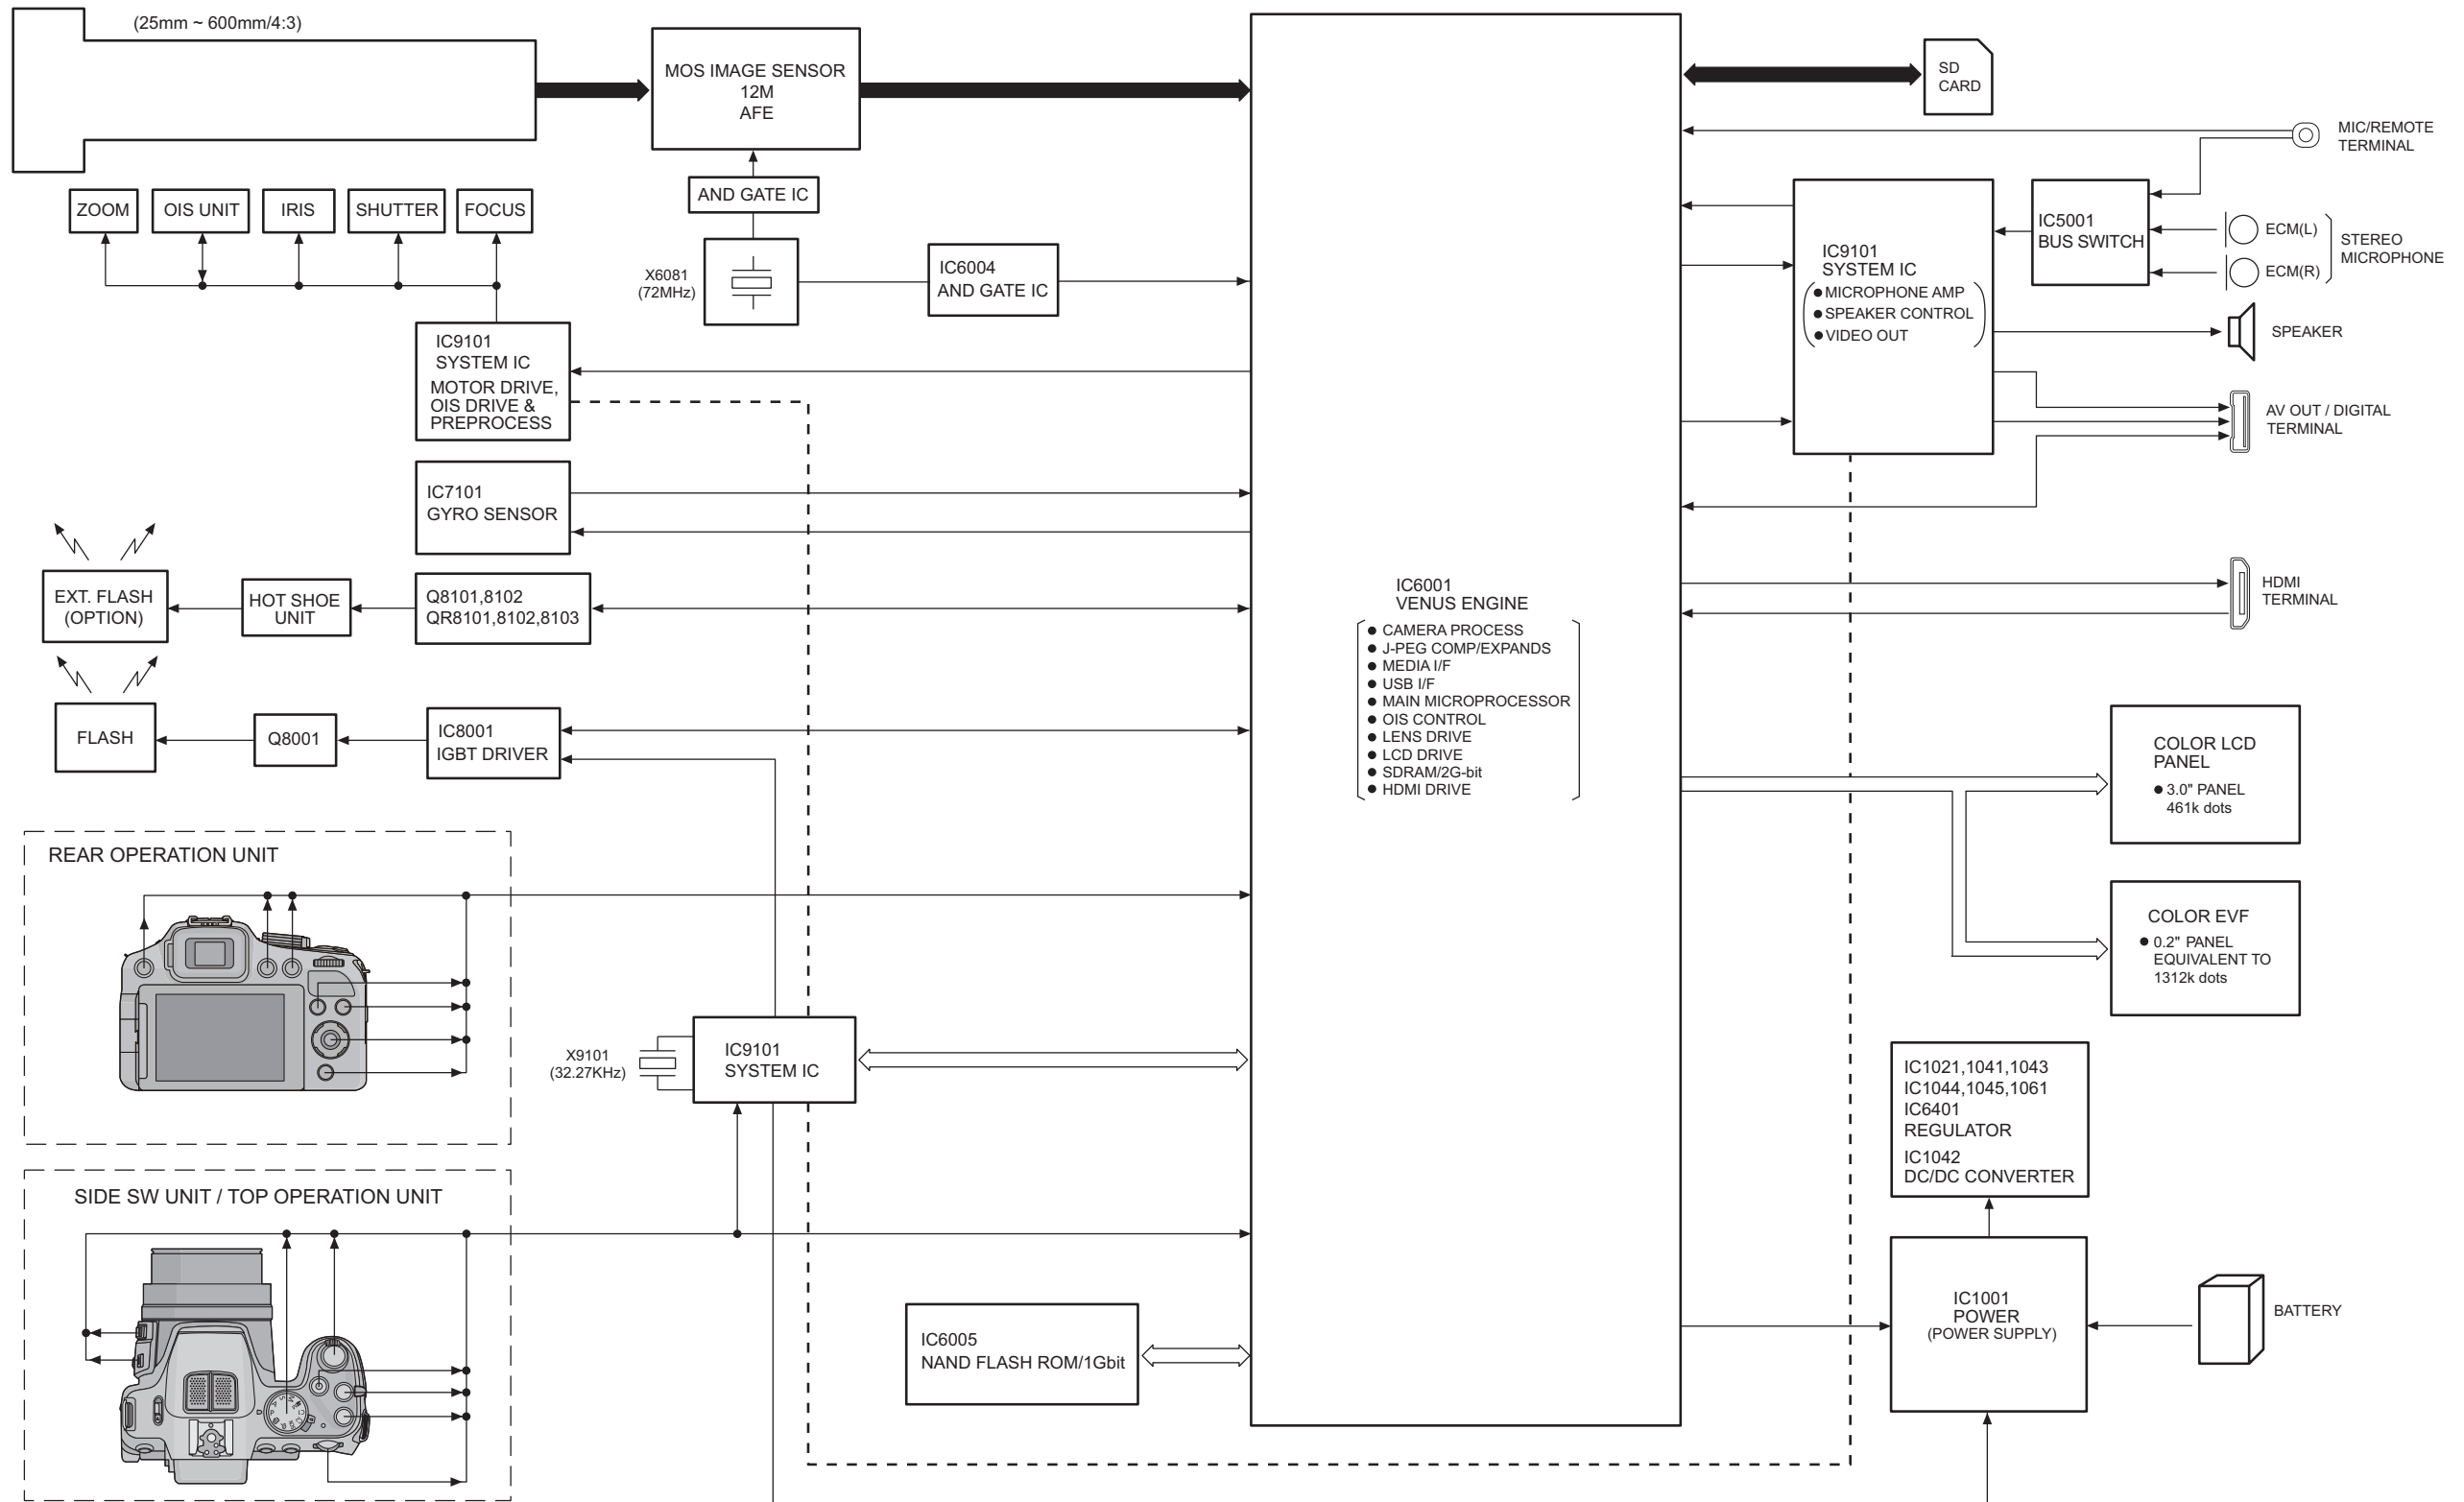 (25mm ~ 600mm/4:3)
MOS IMAGE SENSOR
12M
AFE
AND GATE IC
ZOOM
OIS UNIT
IRIS
SHUTTER
FOCUS
X6081
(72MHz)
IC6004
AND GATE IC
IC9101
SYSTEM IC
MOTOR DRIVE,
OIS DRIVE &
PREPROCESS
IC7101
GYRO SENSOR
EXT. FLASH
(OPTION)
HOT SHOE
UNIT
Q8101,8102
QR8101,8102,8103
FLASH
Q8001
IC8001
IGBT DRIVER
REAR OPERATION UNIT
X9101
(32.27KHz)
IC9101
SYSTEM IC
SIDE SW UNIT / TOP OPERATION UNIT
IC6005
NAND FLASH ROM/1Gbit
IC6001
VENUS ENGINE
● CAMERA PROCESS
● J-PEG COMP/EXPANDS
● MEDIA I/F
● USB I/F
● MAIN MICROPROCESSOR
● OIS CONTROL
● LENS DRIVE
● LCD DRIVE
● SDRAM/2G-bit
● HDMI DRIVE
SD
CARD
MIC/REMOTE
TERMINAL
IC9101
SYSTEM IC
● MICROPHONE AMP
● SPEAKER CONTROL
● VIDEO OUT
IC5001
BUS SWITCH
ECM(L)
ECM(R)
STEREO
MICROPHONE
SPEAKER
AV OUT / DIGITAL
TERMINAL
HDMI
TERMINAL
COLOR LCD
PANEL
● 3.0" PANEL
461k dots
COLOR EVF
● 0.2" PANEL
EQUIVALENT TO
1312k dots
IC1021,1041,1043
IC1044,1045,1061
IC6401
REGULATOR
IC1042
DC/DC CONVERTER
IC1001
POWER
(POWER SUPPLY)
BATTERY